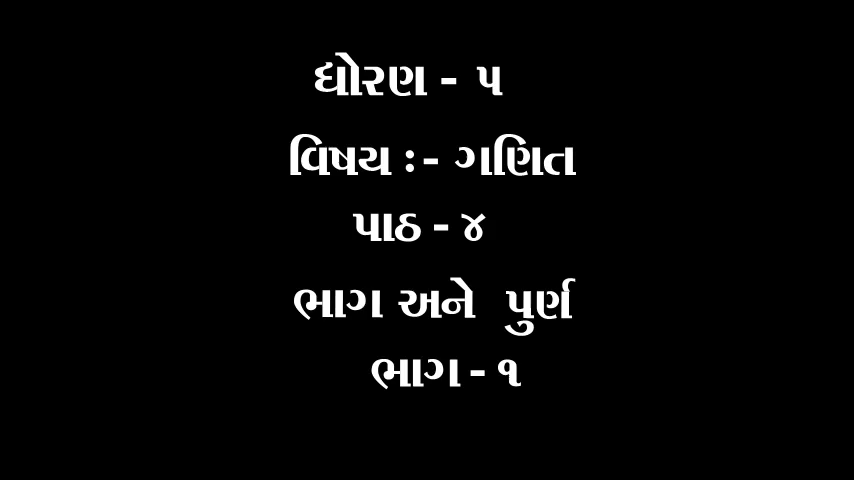 ધોરણ - ૫
વિષય :- ગણિત
પાઠ - ૪
ભાગ અને પુર્ણ
ભાગ - ૧